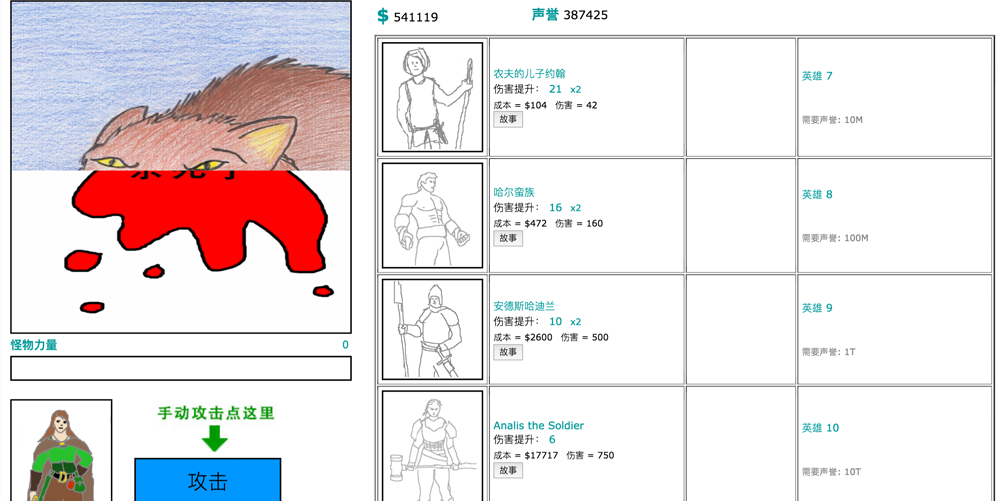 $ 541119
声誉 387425
怪物力量 0
手动攻击点这里
攻击
农夫的儿子约翰
伤害提升: 21 x2
成本 = $104 伤害 = 42
故事
英雄 7
需要声誉: 10M
哈尔蛮族
伤害提升: 16 x2
成本 = $472 伤害 = 160
故事
英雄 8
需要声誉: 100M
安德斯哈迪兰
伤害提升: 10 x2
成本 = $2600 伤害 = 500
故事
英雄 9
需要声誉: 1T
Analis the Soldier
伤害提升: 6
成本 = $17717 伤害 = 750
故事
英雄 10
需要声誉: 10T